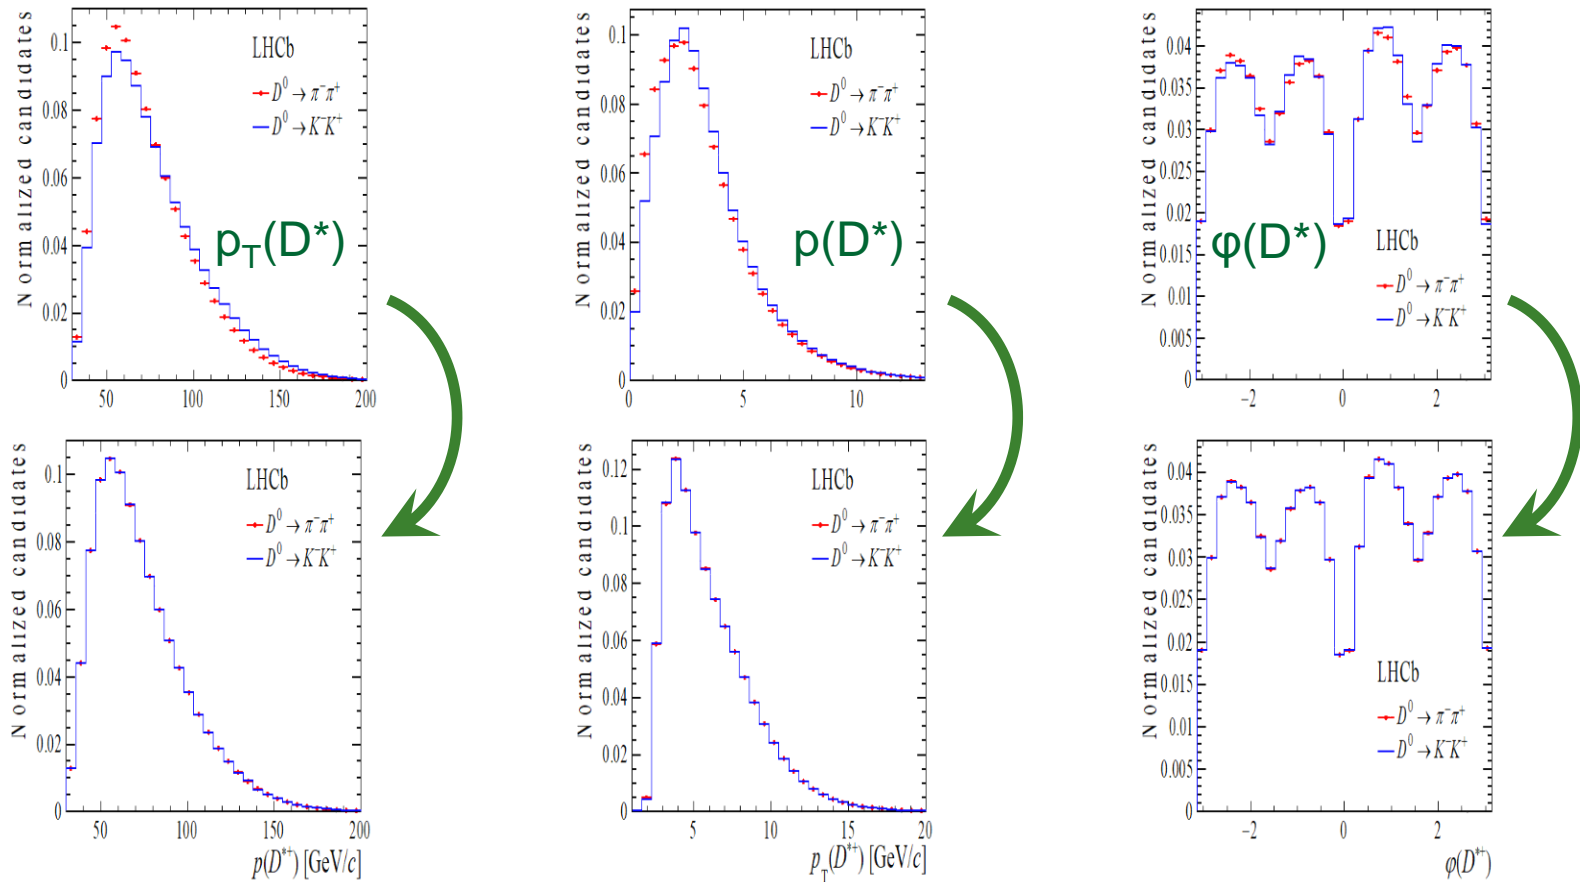 Normalized candidates
0.1
0.08
0.06
0.04
0.02
0
LHCb
D⁰ → π⁻π⁺
D⁰ → K⁻K⁺
p_T(D*)
50 100 150 200
Normalized candidates
0.1
0.08
0.06
0.04
0.02
0
LHCb
D⁰ → π⁻π⁺
D⁰ → K⁻K⁺
p(D*)
0 5 10
Normalized candidates
0.04
0.035
0.03
0.025
0.02
0.015
0.01
0.005
0
φ(D*)
LHCb
D⁰ → π⁻π⁺
D⁰ → K⁻K⁺
−2 0 2
Normalized candidates
0.1
0.08
0.06
0.04
0.02
0
LHCb
D⁰ → π⁻π⁺
D⁰ → K⁻K⁺
50 100 150 200
p(D*⁺) [GeV/c]
Normalized candidates
0.12
0.1
0.08
0.06
0.04
0.02
0
LHCb
D⁰ → π⁻π⁺
D⁰ → K⁻K⁺
5 10 15 20
p_T(D*⁺) [GeV/c]
Normalized candidates
0.04
0.035
0.03
0.025
0.02
0.015
0.01
0.005
0
LHCb
D⁰ → π⁻π⁺
D⁰ → K⁻K⁺
−2 0 2
φ(D*⁺)